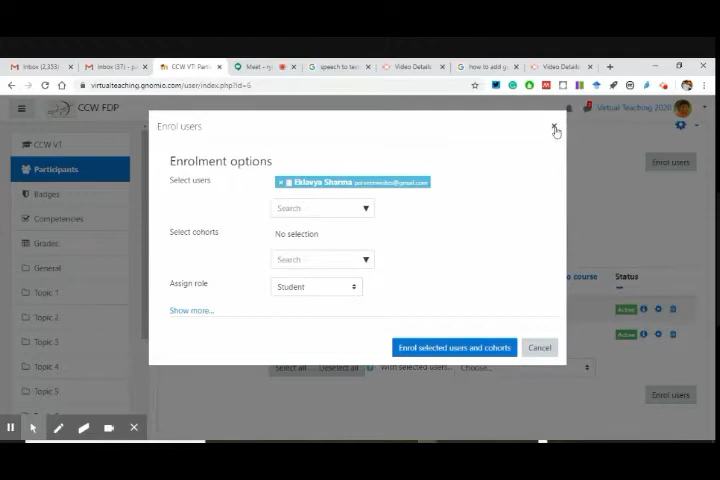 Inbox (2,353)
Inbox (37) - p
CCW VT: Parti
Meet - ry
speech to tex
Video Details
how to add g
Video Details
virtualteaching.gnomio.com/user/index.php?id=6
CCW FDP
Virtual Teaching 2020
Enrol users
CCW VT
Participants
Badges
Competencies
Grades
General
Topic 1
Topic 2
Topic 3
Topic 4
Topic 5
Enrolment options
Select users
Eklavya Sharma
Search
Select cohorts
No selection
Search
Assign role
Student
Show more...
Enrol selected users and cohorts
Cancel
Enrol users
o course
Status
Active
Active
Select all
Deselect all
With selected users...
Choose...
Enrol users